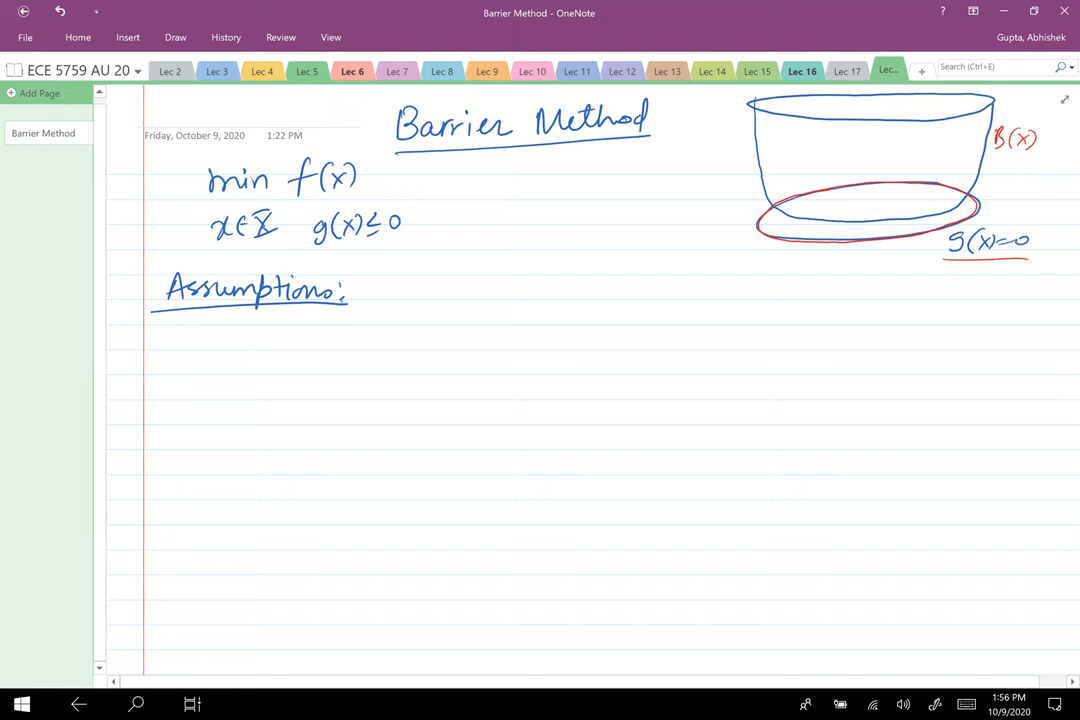 Barrier Method - OneNote
?
Gupta, Abhishek
File Home Insert Draw History Review View
ECE 5759 AU 20
Lec 2 Lec 3 Lec 4 Lec 5 Lec 6 Lec 7 Lec 8 Lec 9 Lec 10 Lec 11 Lec 12 Lec 13 Lec 14 Lec 15 Lec 16 Lec 17 Lec... +
Search (Ctrl+E)
Add Page
Barrier Method
Friday, October 9, 2020 1:22 PM
Barrier Method
B(x)
min f(x)
x∈X g(x)≤0
g(x)=0
Assumptions:
1:56 PM
10/9/2020